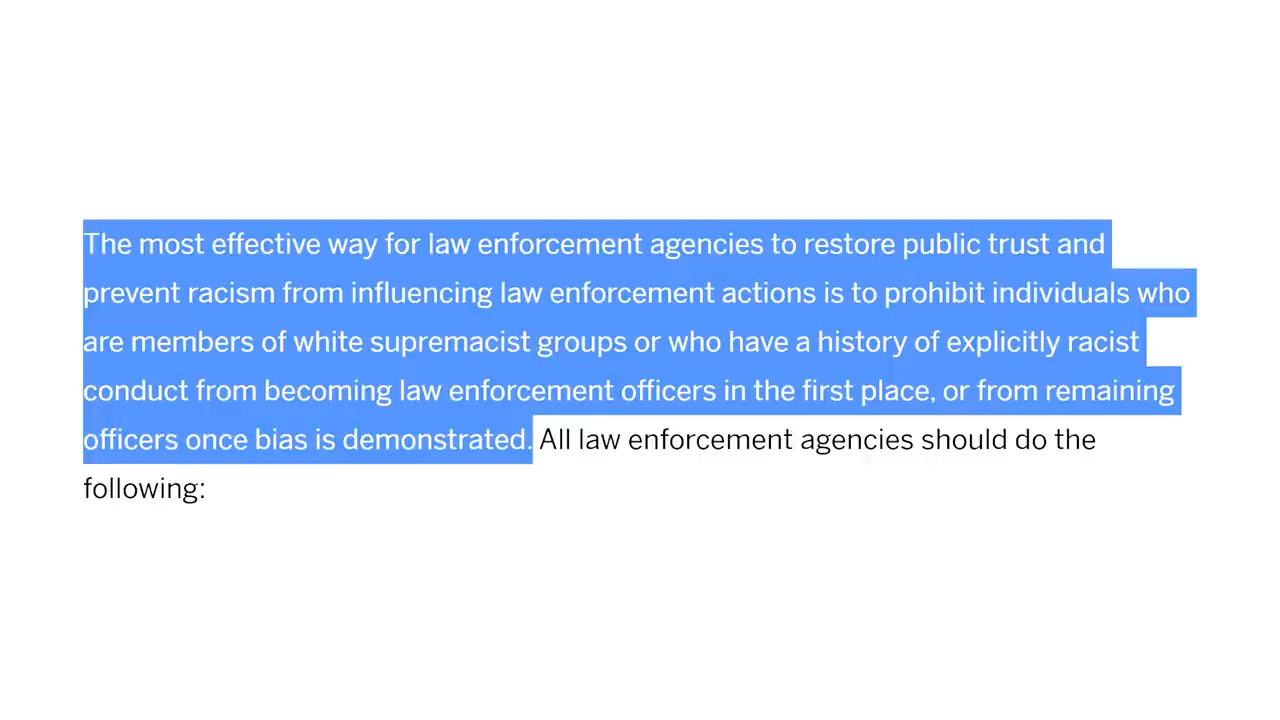 The most effective way for law enforcement agencies to restore public trust and
prevent racism from influencing law enforcement actions is to prohibit individuals who
are members of white supremacist groups or who have a history of explicitly racist
conduct from becoming law enforcement officers in the first place, or from remaining
officers once bias is demonstrated. All law enforcement agencies should do the
following: